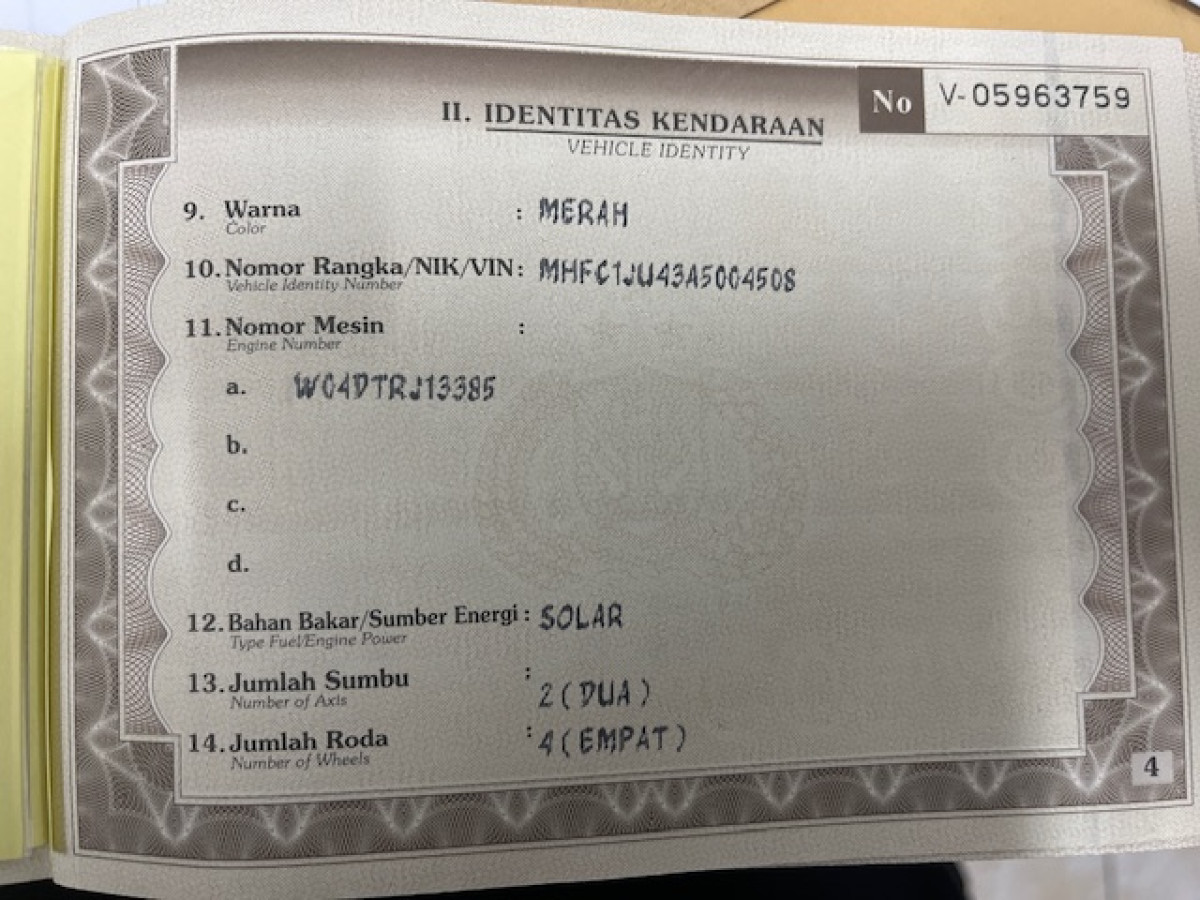 No V-05963759
II. IDENTITAS KENDARAAN
VEHICLE IDENTITY
9. Warna : MERAH
Color
10. Nomor Rangka/NIK/VIN : MHFC1JU43A5004508
Vehicle Identity Number
11. Nomor Mesin :
Engine Number
a. W04DTRJ13385
b.
c.
d.
12. Bahan Bakar/Sumber Energi : SOLAR
Type Fuel/Engine Power
13. Jumlah Sumbu : 2 (DUA)
Number of Axis
14. Jumlah Roda : 4 (EMPAT)
Number of Wheels
4